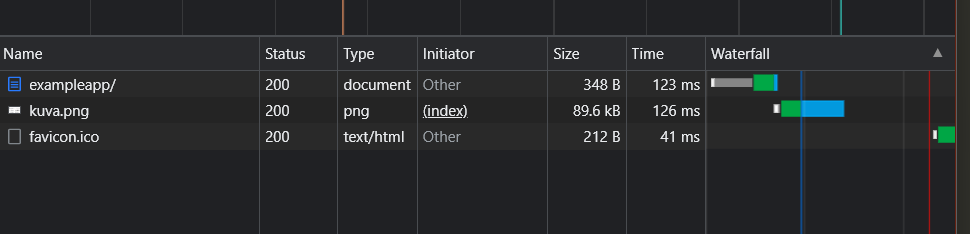 Name Status Type Initiator Size Time Waterfall
exampleapp/ 200 document Other 348 B 123 ms
kuva.png 200 png (index) 89.6 kB 126 ms
favicon.ico 200 text/html Other 212 B 41 ms